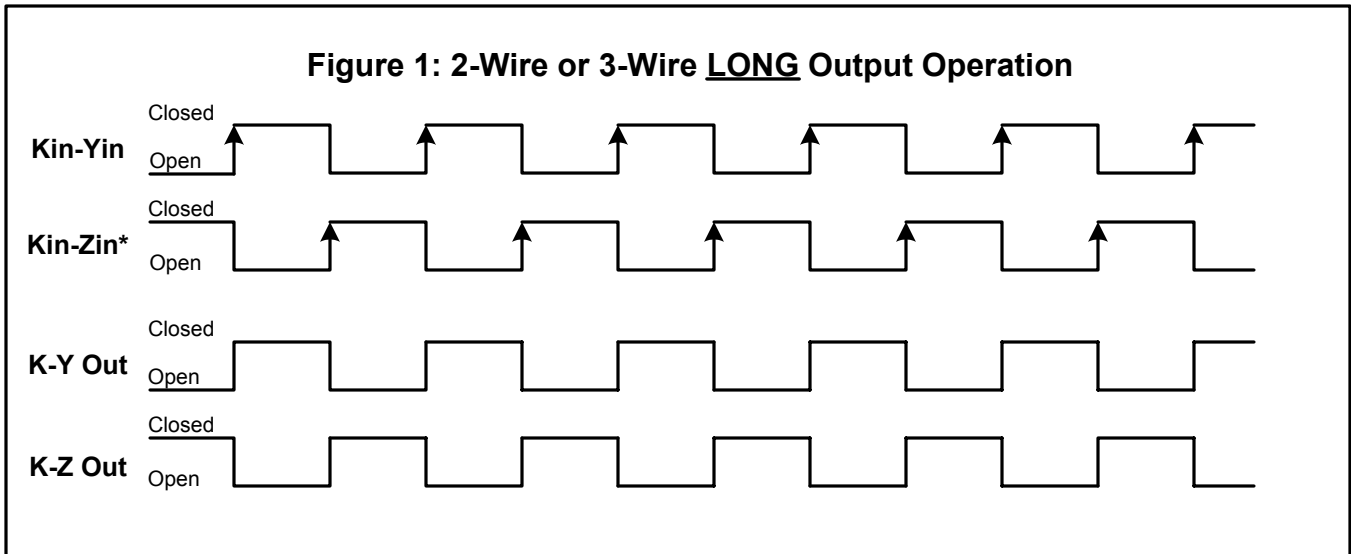 Figure 1: 2-Wire or 3-Wire LONG Output Operation
Closed
Kin-Yin
Open
Closed
Kin-Zin*
Open
Closed
K-Y Out
Open
Closed
K-Z Out
Open